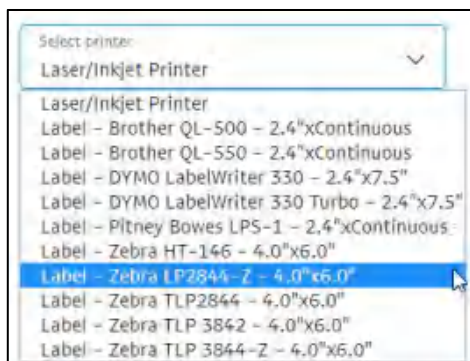 Select printer
Laser/Inkjet Printer
Laser/Inkjet Printer
Label - Brother QL-500 - 2.4"xContinuous
Label - Brother QL-550 - 2.4"xContinuous
Label - DYMO LabelWriter 330 - 2.4"x7.5"
Label - DYMO LabelWriter 330 Turbo - 2.4"x7.5"
Label - Pitney Bowes LPS-1 - 2.4"xContinuous
Label - Zebra HT-146 - 4.0"x6.0"
Label - Zebra LP2844-Z - 4.0"x6.0"
Label - Zebra TLP2844 - 4.0"x6.0"
Label - Zebra TLP 3842 - 4.0"x6.0"
Label - Zebra TLP 3844-Z - 4.0"x6.0"